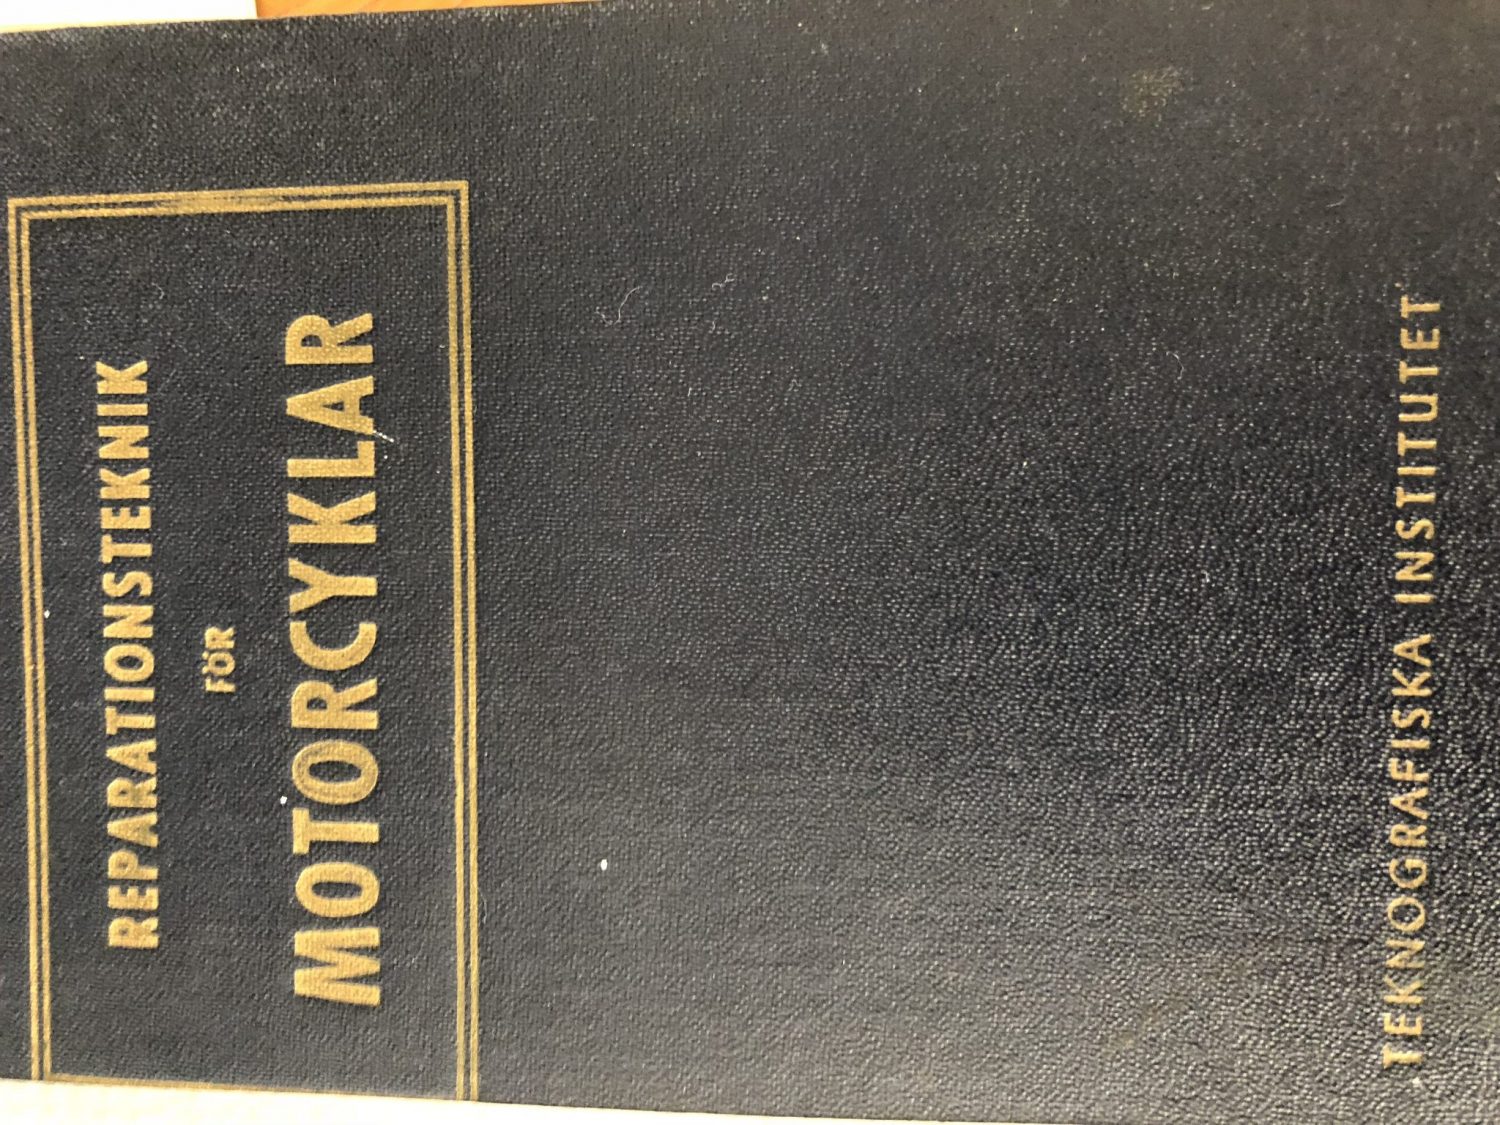 REPARATIONSTEKNIK
FÖR
MOTORCYKLAR
TEKNOGRAFISKA INSTITUTET